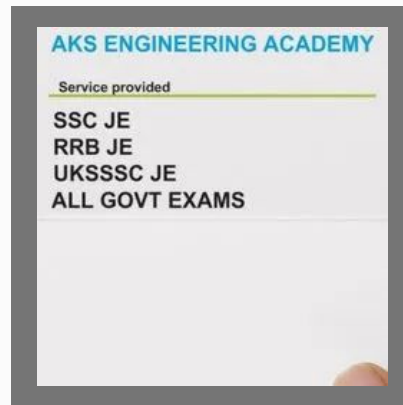 AKS ENGINEERING ACADEMY
Service provided
SSC JE
RRB JE
UKSSSC JE
ALL GOVT EXAMS